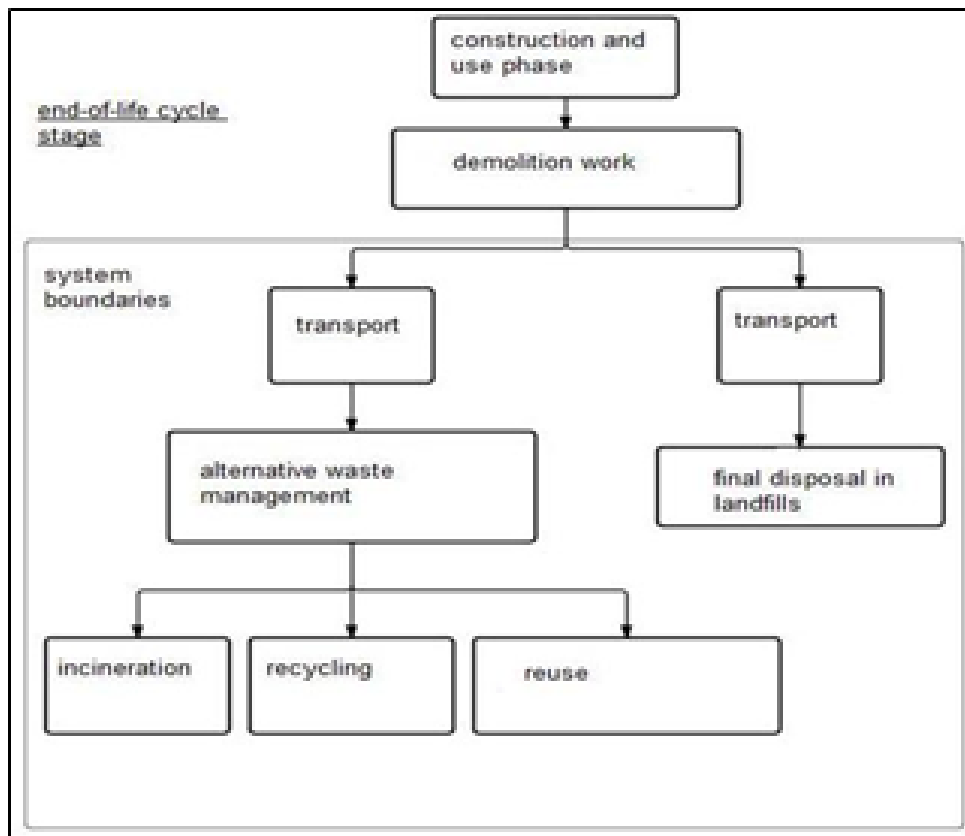 construction and
use phase
end-of-life cycle
stage
demolition work
system
boundaries
transport
transport
alternative waste
management
final disposal in
landfills
incineration
recycling
reuse